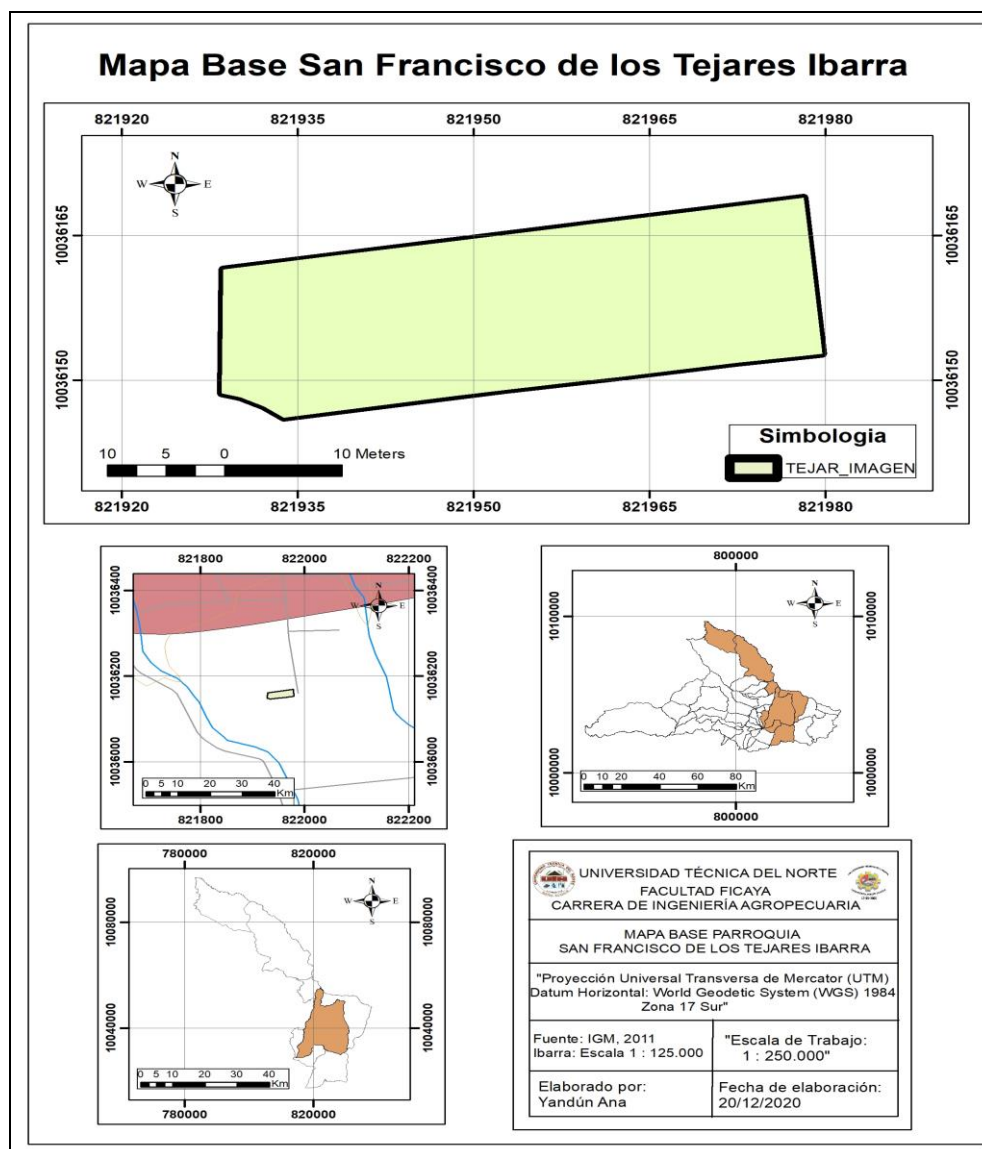 Mapa Base San Francisco de los Tejares Ibarra
821920 821935 821950 821965 821980
N
W E
S
10036165 10036165
10036150 10036150
10 5 0 10 Meters
Simbologia
TEJAR_IMAGEN
821920 821935 821950 821965 821980
821800 822000 822200
N
W E
S
10036400 10036400
10036200 10036200
10036000 10036000
0 5 10 20 30 40
Km
821800 822000 822200
800000
N
W E
S
10100000 10100000
10000000 10000000
0 10 20 40 60 80
Km
800000
780000 820000
N
W E
S
10080000 10080000
10040000 10040000
0 5 10 20 30 40
Km
780000 820000
UNIVERSIDAD TÉCNICA DEL NORTE
FACULTAD FICAYA
CARRERA DE INGENIERÍA AGROPECUARIA
MAPA BASE PARROQUIA
SAN FRANCISCO DE LOS TEJARES IBARRA
"Proyección Universal Transversa de Mercator (UTM)
Datum Horizontal: World Geodetic System (WGS) 1984
Zona 17 Sur"
Fuente: IGM, 2011
Ibarra: Escala 1 : 125.000
"Escala de Trabajo:
1 : 250.000"
Elaborado por:
Yandún Ana
Fecha de elaboración:
20/12/2020